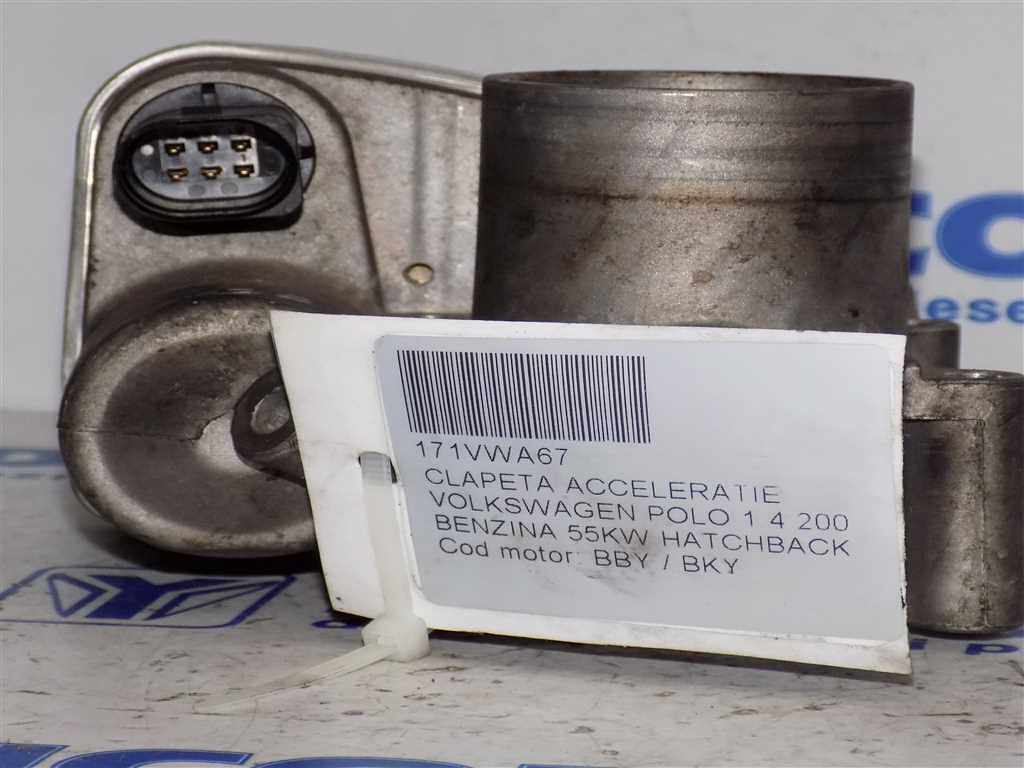 171VWA67
CLAPETA ACCELERATIE
VOLKSWAGEN POLO 1 4 200
BENZINA 55KW HATCHBACK
Cod motor: BBY / BKY